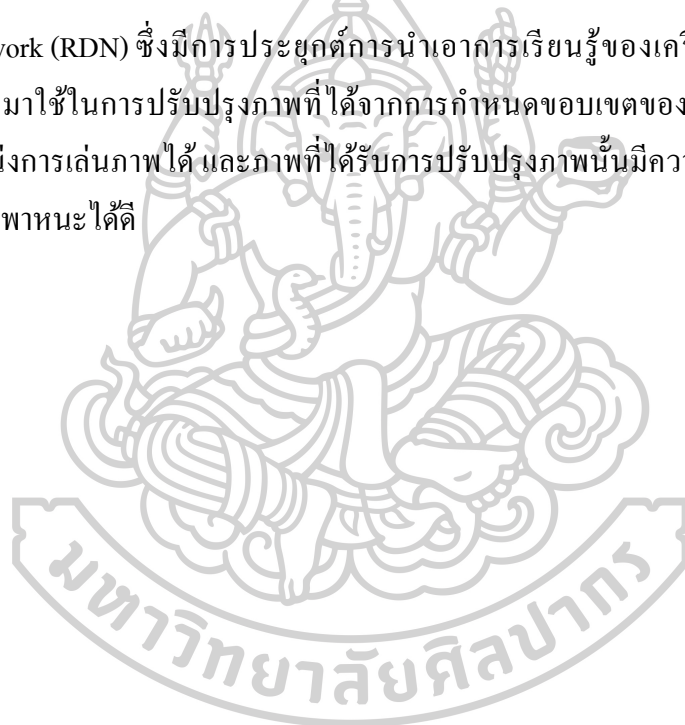 work (RDN) ซึ่งมีการประยุกต์การนำเอาการเรียนรู้ของเครื
มาใช้ในการปรับปรุงภาพที่ได้จากการกำหนดขอบเขตของ
งการเล่นภาพได้ และภาพที่ได้รับการปรับปรุงภาพนั้นมีควา
พาหนะได้ดี
มหาวิทยาลัยศิลปากร